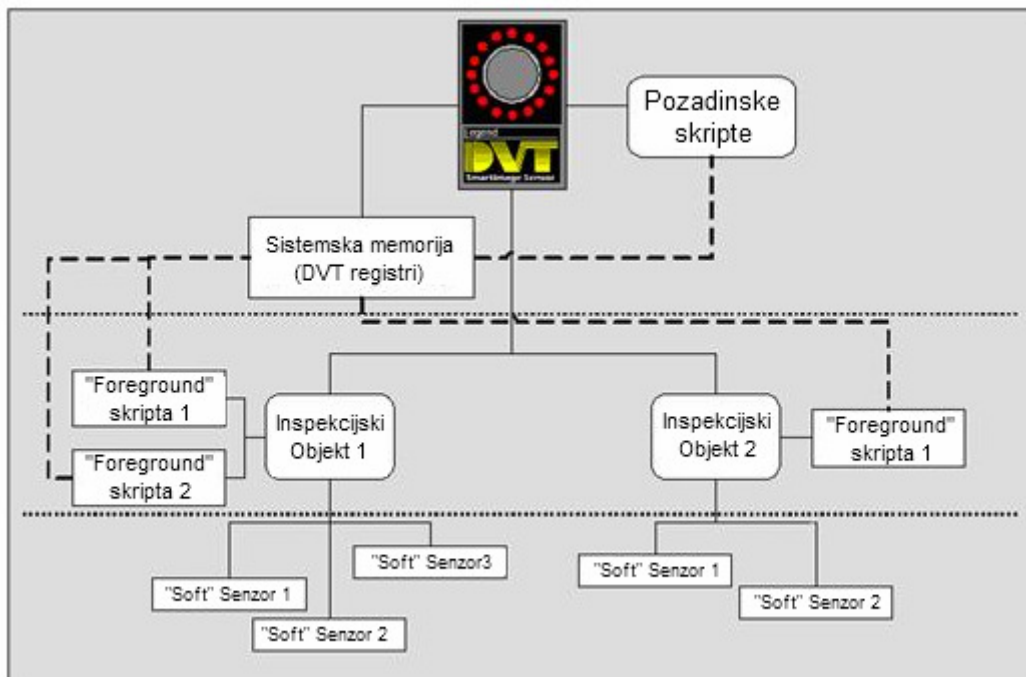 Pozadinske
skripte
Legend
DVT
SmartImage Sensor
Sistemska memorija
(DVT registri)
"Foreground"
skripta 1
"Foreground"
skripta 2
Inspekcijski
Objekt 1
Inspekcijski
Objekt 2
"Foreground"
skripta 1
"Soft" Senzor 1
"Soft" Senzor 2
"Soft" Senzor3
"Soft" Senzor 1
"Soft" Senzor 2